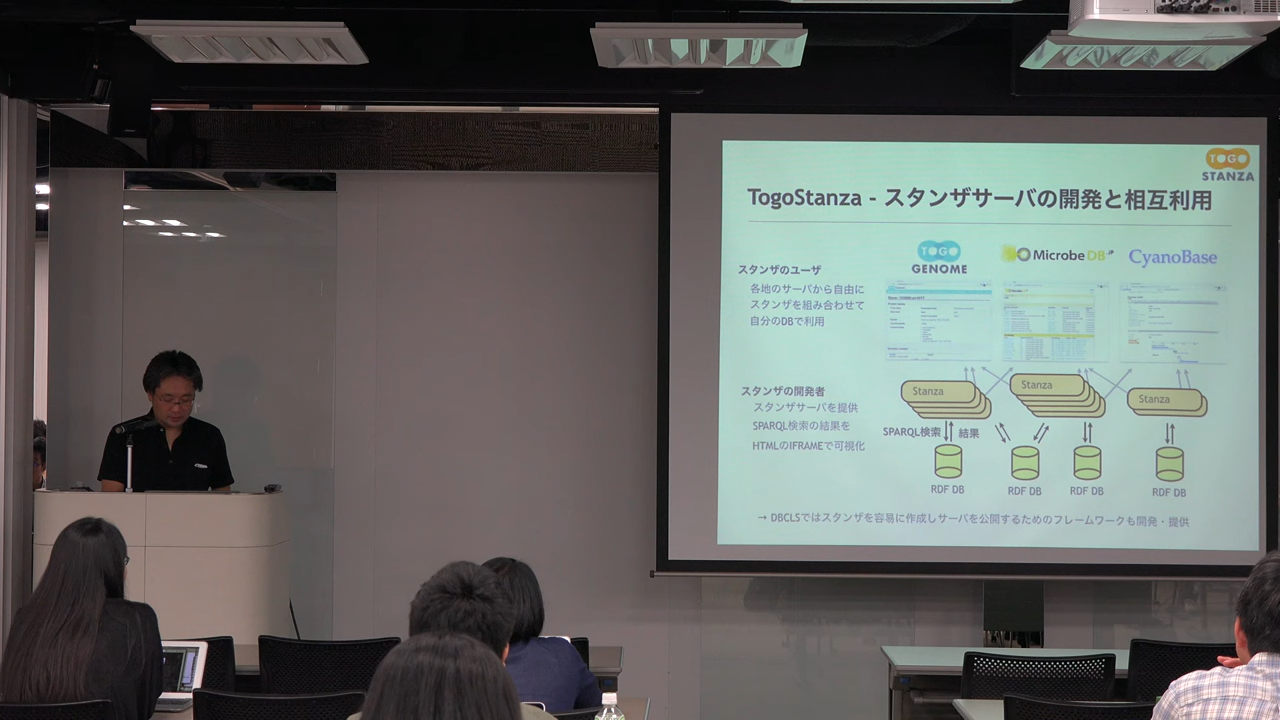 TOGO
STANZA
TogoStanza - スタンザサーバの開発と相互利用
TOGO
GENOME
MicrobeDB
CyanoBase
スタンザのユーザ
各地のサーバから自由に
スタンザを組み合わせて
自分のDBで利用
スタンザの開発者
スタンザサーバを提供
SPARQL検索の結果を
HTMLのIFRAMEで可視化
Stanza
Stanza
Stanza
SPARQL検索
結果
RDF DB
RDF DB
RDF DB
RDF DB
→ DBCLSではスタンザを容易に作成しサーバを公開するためのフレームワークも開発・提供